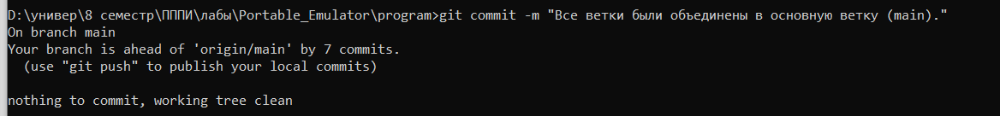 D:\универ\8 семестр\ПППИ\лабы\Portable_Emulator\program>git commit -m "Все ветки были объединены в основную ветку (main)."
On branch main
Your branch is ahead of 'origin/main' by 7 commits.
  (use "git push" to publish your local commits)
nothing to commit, working tree clean